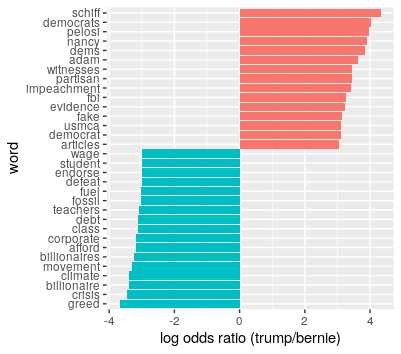 schiff
democrats
pelosi
nancy
dems
adam
witnesses
partisan
impeachment
fbi
evidence
fake
usmca
democrat
articles
wage
student
endorse
defeat
fuel
fossil
teachers
debt
class
corporate
afford
billionaires
movement
climate
billionaire
crisis
greed
word
-4 -2 0 2 4
log odds ratio (trump/bernie)